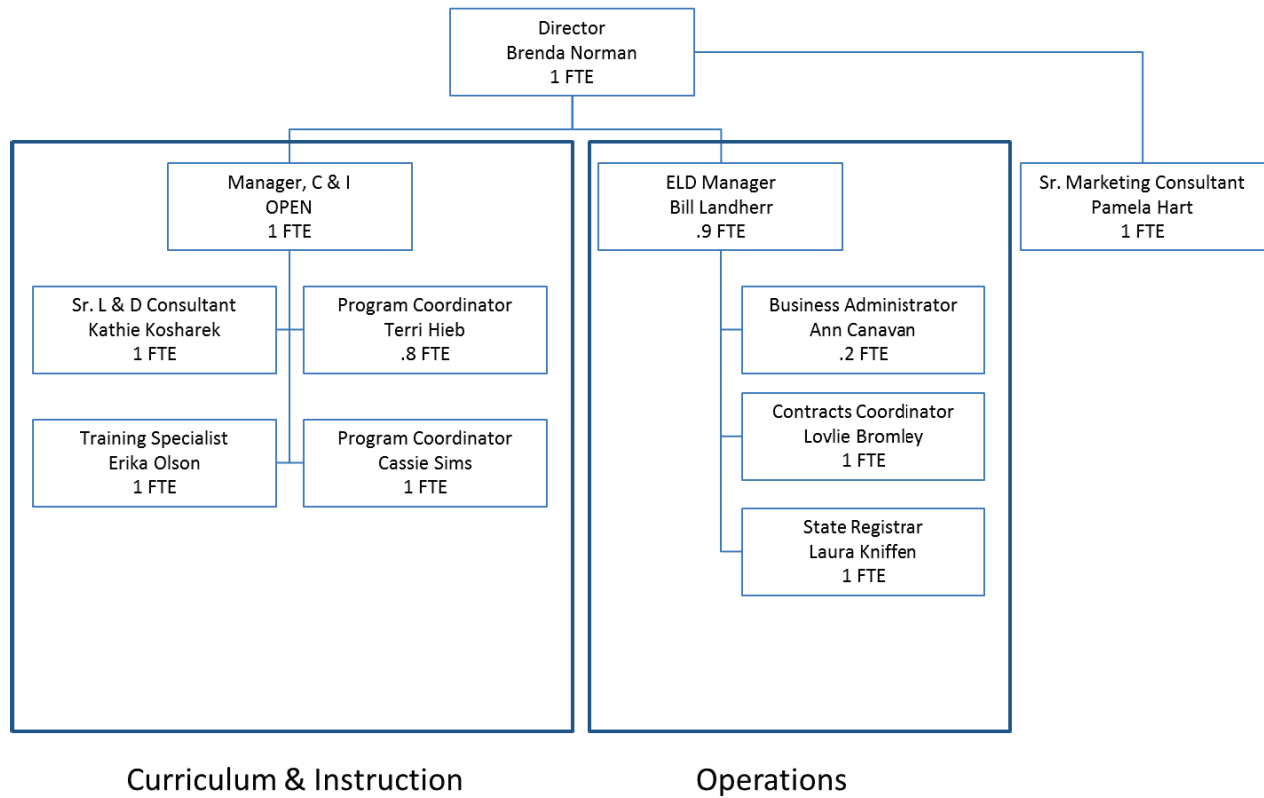 Director
Brenda Norman
1 FTE
Manager, C & I
OPEN
1 FTE
ELD Manager
Bill Landherr
.9 FTE
Sr. Marketing Consultant
Pamela Hart
1 FTE
Sr. L & D Consultant
Kathie Kosharek
1 FTE
Program Coordinator
Terri Hieb
.8 FTE
Training Specialist
Erika Olson
1 FTE
Program Coordinator
Cassie Sims
1 FTE
Business Administrator
Ann Canavan
.2 FTE
Contracts Coordinator
Lovlie Bromley
1 FTE
State Registrar
Laura Kniffen
1 FTE
Curriculum & Instruction
Operations